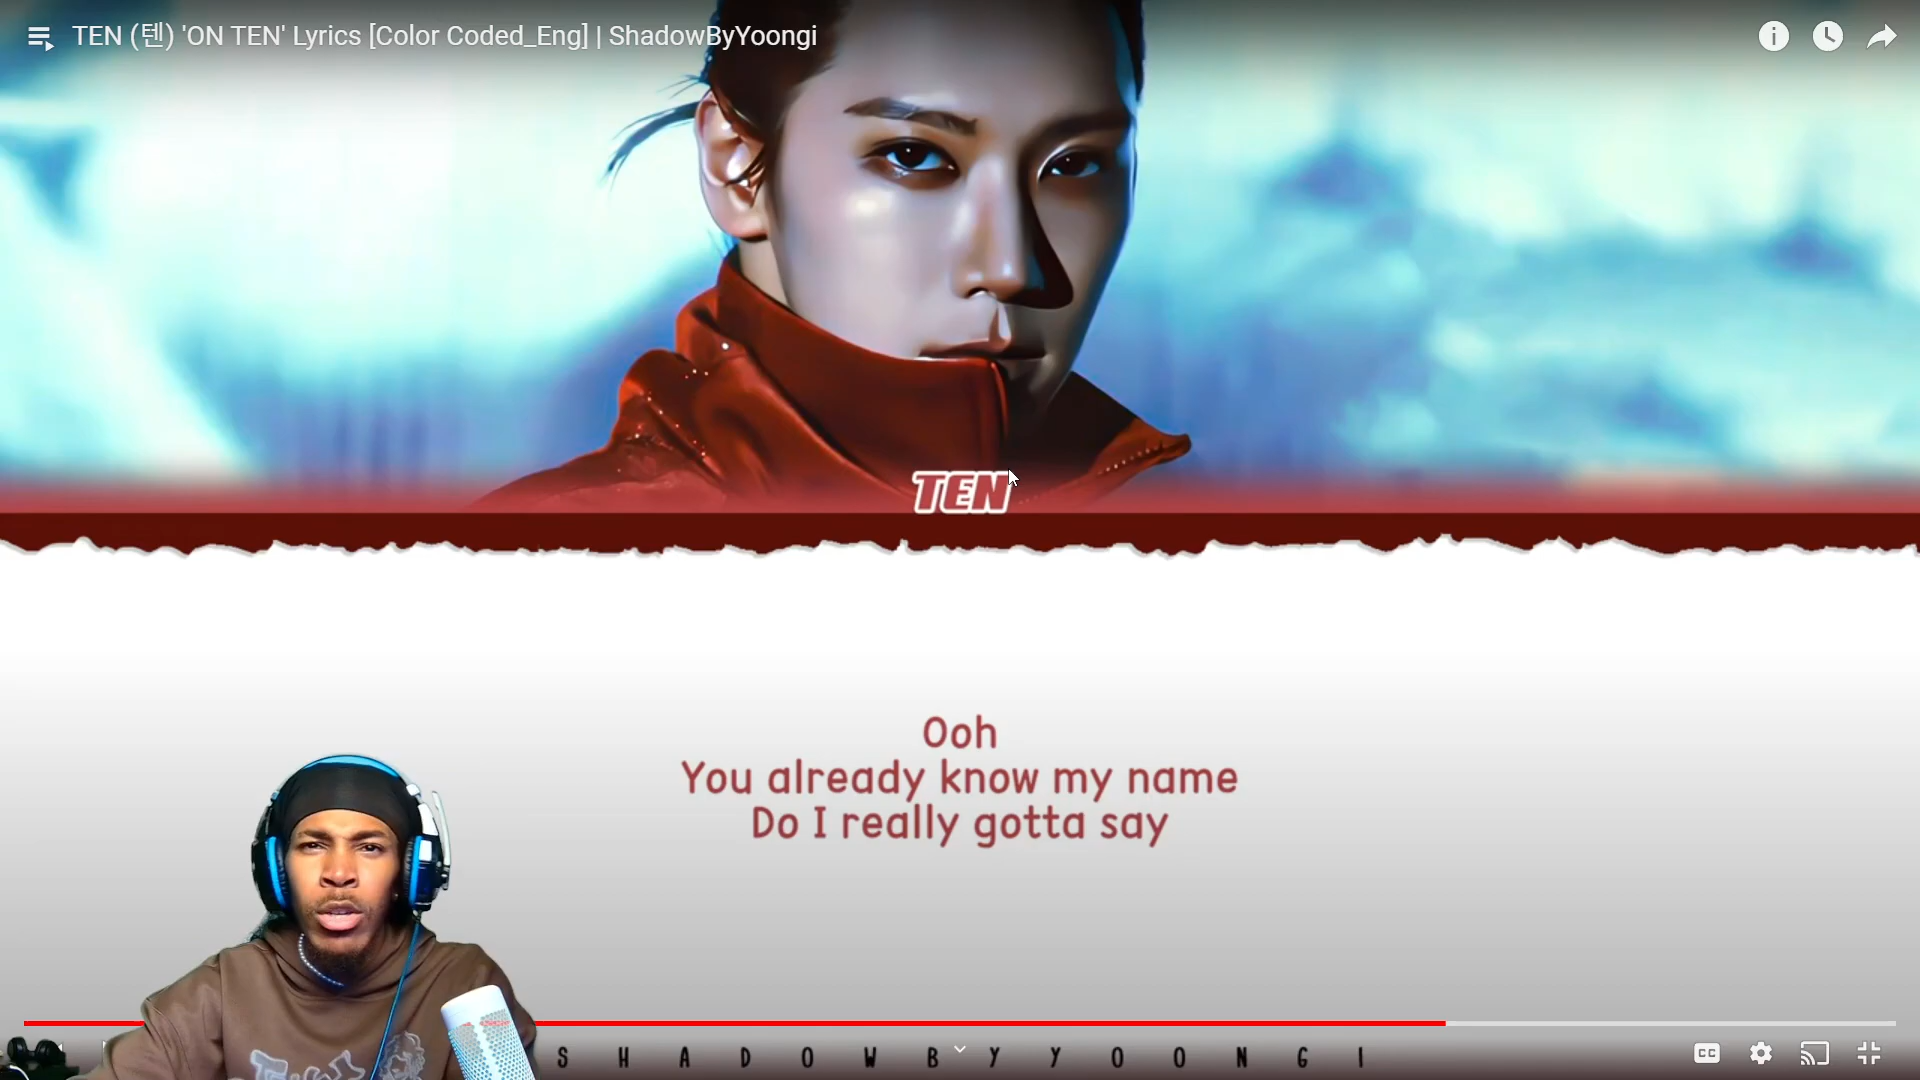 TEN (텐) 'ON TEN' Lyrics [Color Coded_Eng] | ShadowByYoongi
TEN
Ooh
You already know my name
Do I really gotta say
S H A D O W B Y Y O O N G I
CC